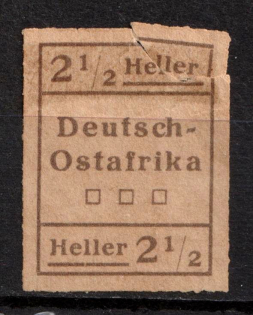 2 1/2 Heller
Deutsch-
Ostafrika
Heller 2 1/2